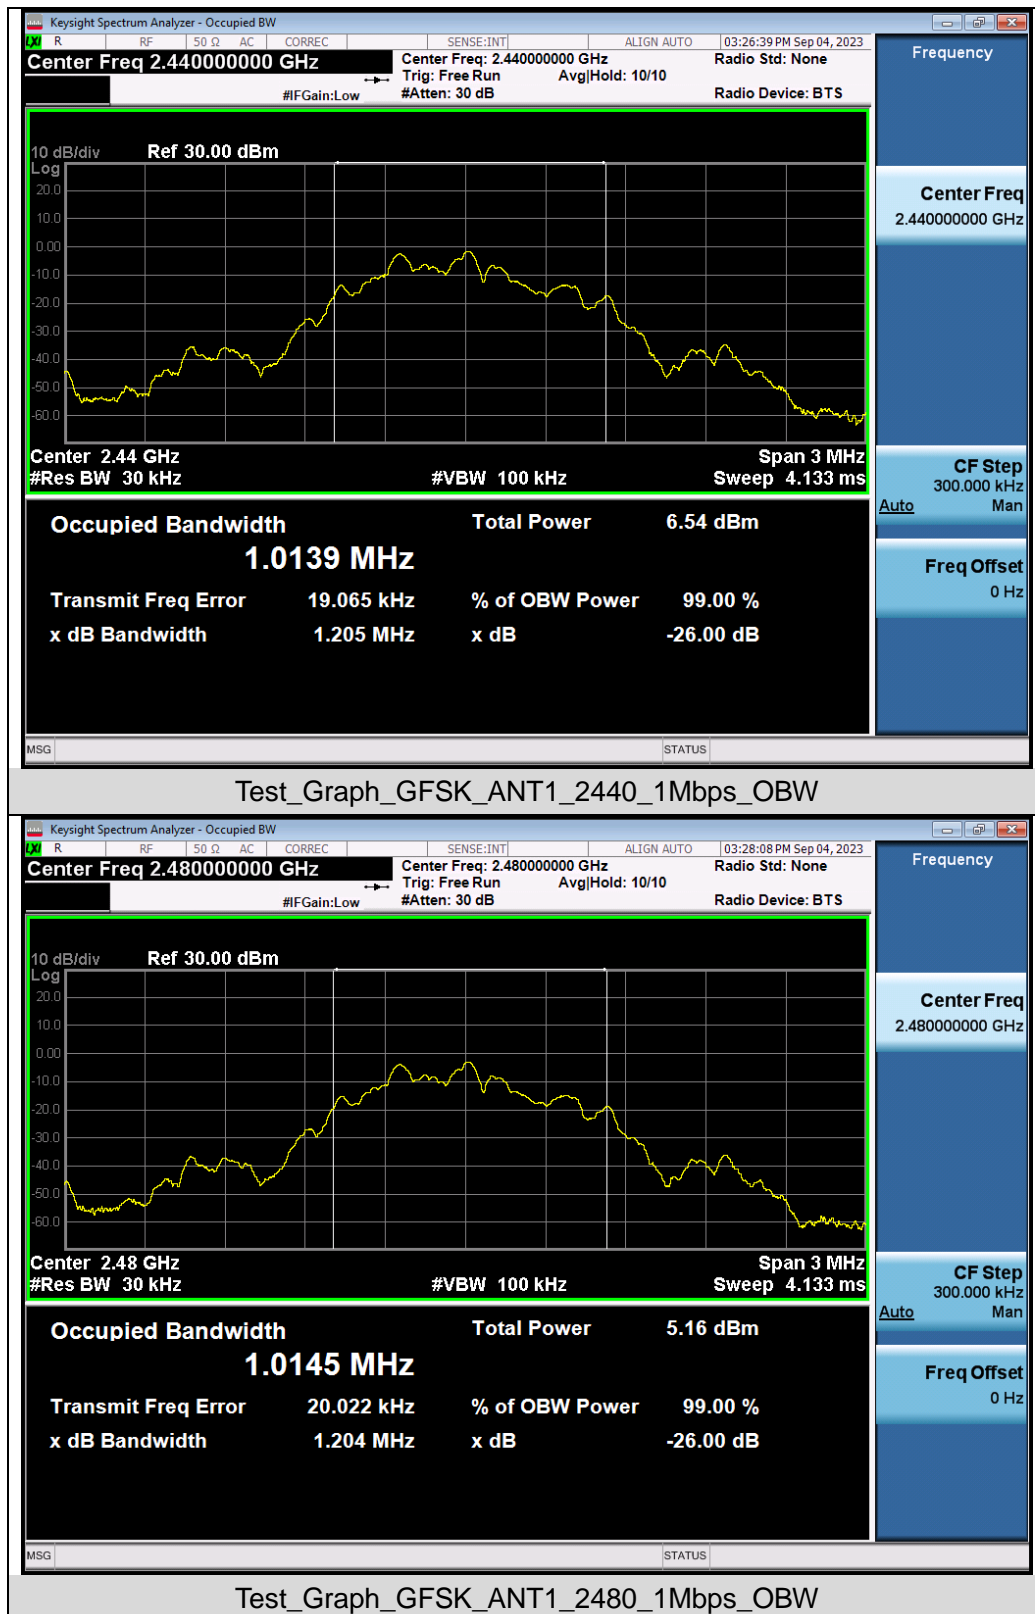 Keysight Spectrum Analyzer - Occupied BW
LXI R RF 50 Ω AC CORREC SENSE:INT ALIGN AUTO 03:26:39 PM Sep 04, 2023
Center Freq 2.440000000 GHz Center Freq: 2.440000000 GHz Radio Std: None Frequency
Trig: Free Run Avg|Hold: 10/10
#IFGain:Low #Atten: 30 dB Radio Device: BTS
10 dB/div Ref 30.00 dBm
Log
20.0
10.0
0.00
-10.0
-20.0
-30.0
-40.0
-50.0
-60.0
Center Freq
2.440000000 GHz
Center 2.44 GHz Span 3 MHz
#Res BW 30 kHz #VBW 100 kHz Sweep 4.133 ms
CF Step
300.000 kHz
Auto Man
Occupied Bandwidth Total Power 6.54 dBm
1.0139 MHz
Freq Offset
0 Hz
Transmit Freq Error 19.065 kHz % of OBW Power 99.00 %
x dB Bandwidth 1.205 MHz x dB -26.00 dB
MSG STATUS
Test_Graph_GFSK_ANT1_2440_1Mbps_OBW
Keysight Spectrum Analyzer - Occupied BW
LXI R RF 50 Ω AC CORREC SENSE:INT ALIGN AUTO 03:28:08 PM Sep 04, 2023
Center Freq 2.480000000 GHz Center Freq: 2.480000000 GHz Radio Std: None Frequency
Trig: Free Run Avg|Hold: 10/10
#IFGain:Low #Atten: 30 dB Radio Device: BTS
10 dB/div Ref 30.00 dBm
Log
20.0
10.0
0.00
-10.0
-20.0
-30.0
-40.0
-50.0
-60.0
Center Freq
2.480000000 GHz
Center 2.48 GHz Span 3 MHz
#Res BW 30 kHz #VBW 100 kHz Sweep 4.133 ms
CF Step
300.000 kHz
Auto Man
Occupied Bandwidth Total Power 5.16 dBm
1.0145 MHz
Freq Offset
0 Hz
Transmit Freq Error 20.022 kHz % of OBW Power 99.00 %
x dB Bandwidth 1.204 MHz x dB -26.00 dB
MSG STATUS
Test_Graph_GFSK_ANT1_2480_1Mbps_OBW